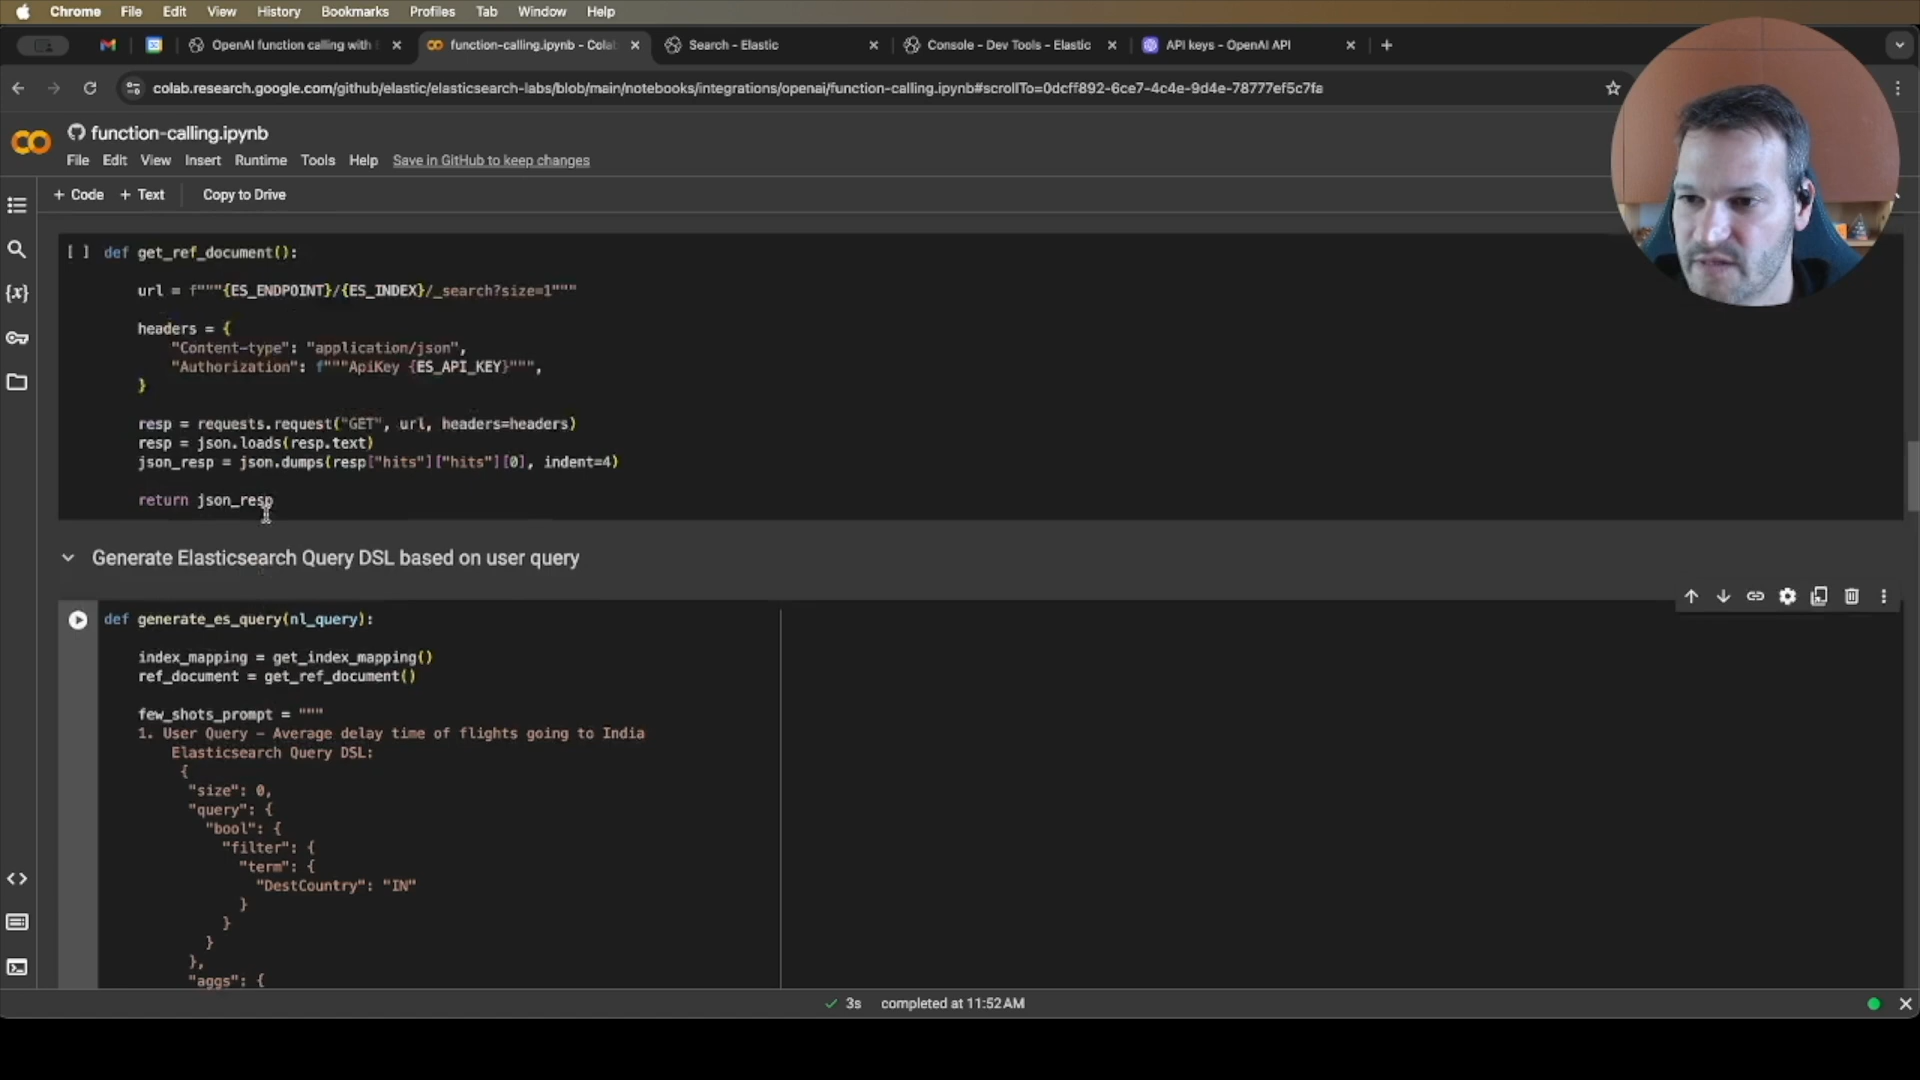 Chrome File Edit View History Bookmarks Profiles Tab Window Help
OpenAI function calling with function-calling.ipynb - Colab Search - Elastic Console - Dev Tools - Elastic API keys - OpenAI API
colab.research.google.com/github/elastic/elasticsearch-labs/blob/main/notebooks/integrations/openai/function-calling.ipynb#scrollTo=0dcff892-6ce7-4c4e-9d4e-78777ef5c7fa
function-calling.ipynb
File Edit View Insert Runtime Tools Help Save in GitHub to keep changes
+ Code + Text Copy to Drive
[ ] def get_ref_document():
url = f"""{ES_ENDPOINT}/{ES_INDEX}/_search?size=1"""
headers = {
"Content-type": "application/json",
"Authorization": f"""ApiKey {ES_API_KEY}""",
}
resp = requests.request("GET", url, headers=headers)
resp = json.loads(resp.text)
json_resp = json.dumps(resp["hits"]["hits"][0], indent=4)
return json_resp
Generate Elasticsearch Query DSL based on user query
def generate_es_query(nl_query):
index_mapping = get_index_mapping()
ref_document = get_ref_document()
few_shots_prompt = """
1. User Query - Average delay time of flights going to India
Elasticsearch Query DSL:
{
"size": 0,
"query": {
"bool": {
"filter": {
"term": {
"DestCountry": "IN"
}
}
}
},
"aggs": {
3s completed at 11:52 AM